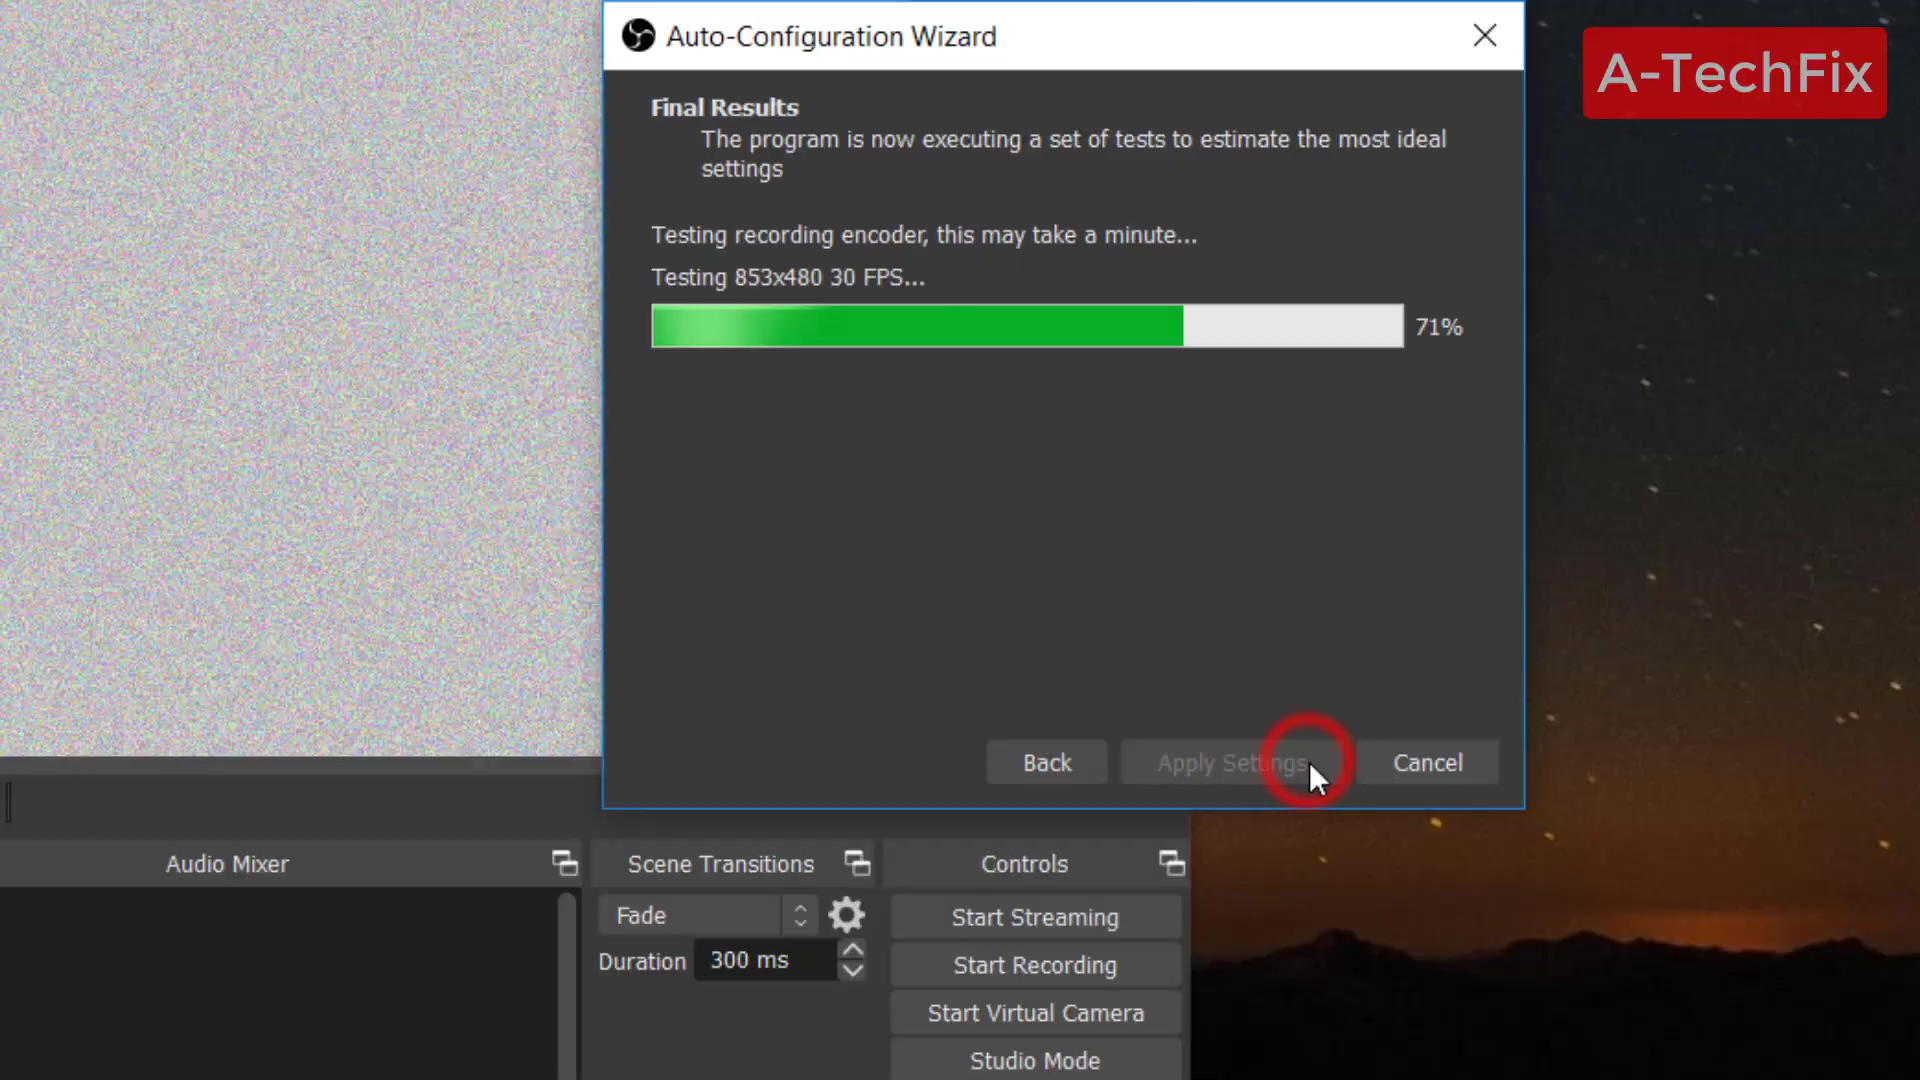 Auto-Configuration Wizard
A-TechFix
Final Results
The program is now executing a set of tests to estimate the most ideal
settings
Testing recording encoder, this may take a minute...
Testing 853x480 30 FPS...
71%
Back
Apply Settings
Cancel
Audio Mixer
Scene Transitions
Controls
Fade
Start Streaming
Duration
300 ms
Start Recording
Start Virtual Camera
Studio Mode